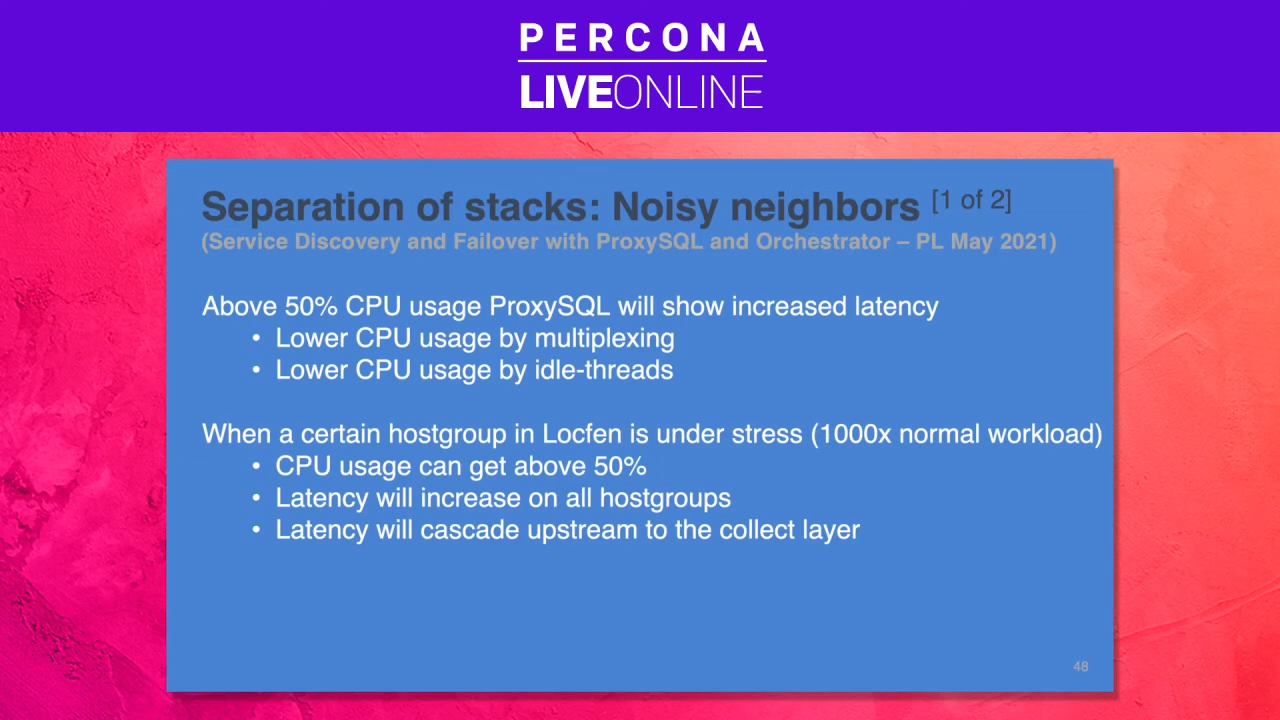 PERCONA
LIVEONLINE
Separation of stacks: Noisy neighbors [1 of 2]
(Service Discovery and Failover with ProxySQL and Orchestrator – PL May 2021)
Above 50% CPU usage ProxySQL will show increased latency
• Lower CPU usage by multiplexing
• Lower CPU usage by idle-threads
When a certain hostgroup in Locfen is under stress (1000x normal workload)
• CPU usage can get above 50%
• Latency will increase on all hostgroups
• Latency will cascade upstream to the collect layer
48